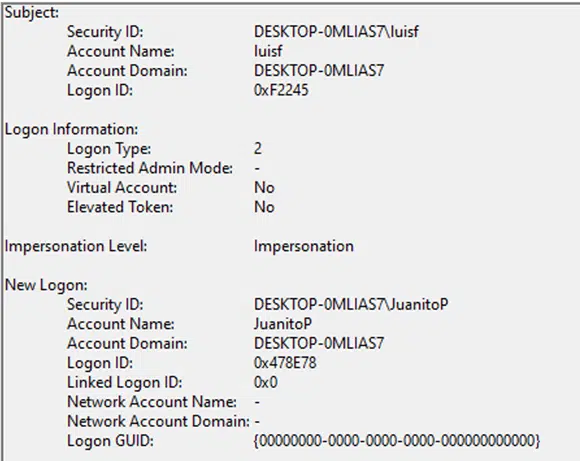 Subject:
Security ID: DESKTOP-0MLIAS7\luisf
Account Name: luisf
Account Domain: DESKTOP-0MLIAS7
Logon ID: 0xF2245
Logon Information:
Logon Type: 2
Restricted Admin Mode: -
Virtual Account: No
Elevated Token: No
Impersonation Level: Impersonation
New Logon:
Security ID: DESKTOP-0MLIAS7\JuanitoP
Account Name: JuanitoP
Account Domain: DESKTOP-0MLIAS7
Logon ID: 0x478E78
Linked Logon ID: 0x0
Network Account Name: -
Network Account Domain: -
Logon GUID: {00000000-0000-0000-0000-000000000000}